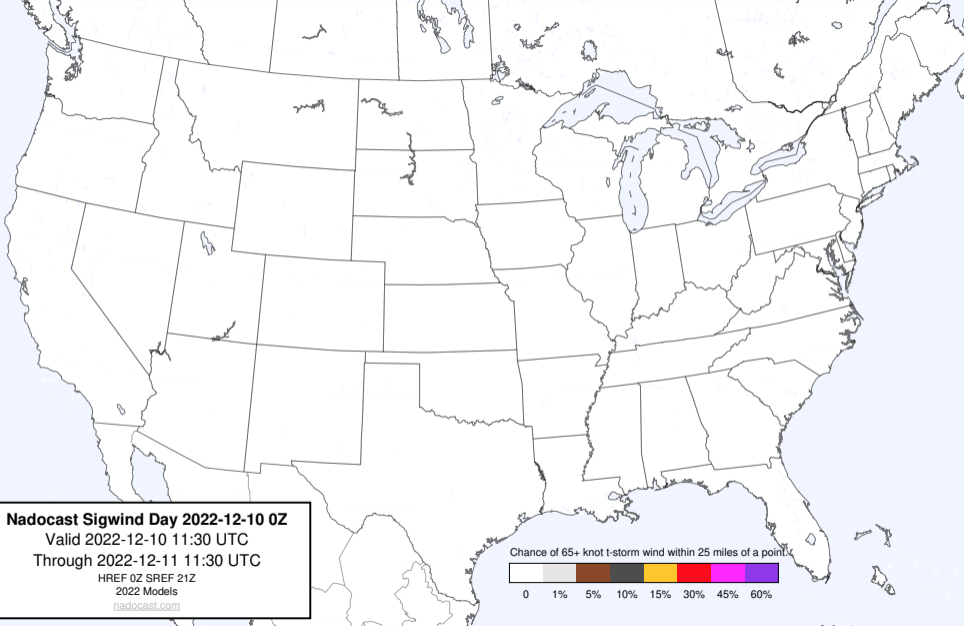 Nadocast Sigwind Day 2022-12-10 0Z
Valid 2022-12-10 11:30 UTC
Through 2022-12-11 11:30 UTC
HREF 0Z SREF 21Z
2022 Models
nadocast.com
Chance of 65+ knot t-storm wind within 25 miles of a point.
0 1% 5% 10% 15% 30% 45% 60%